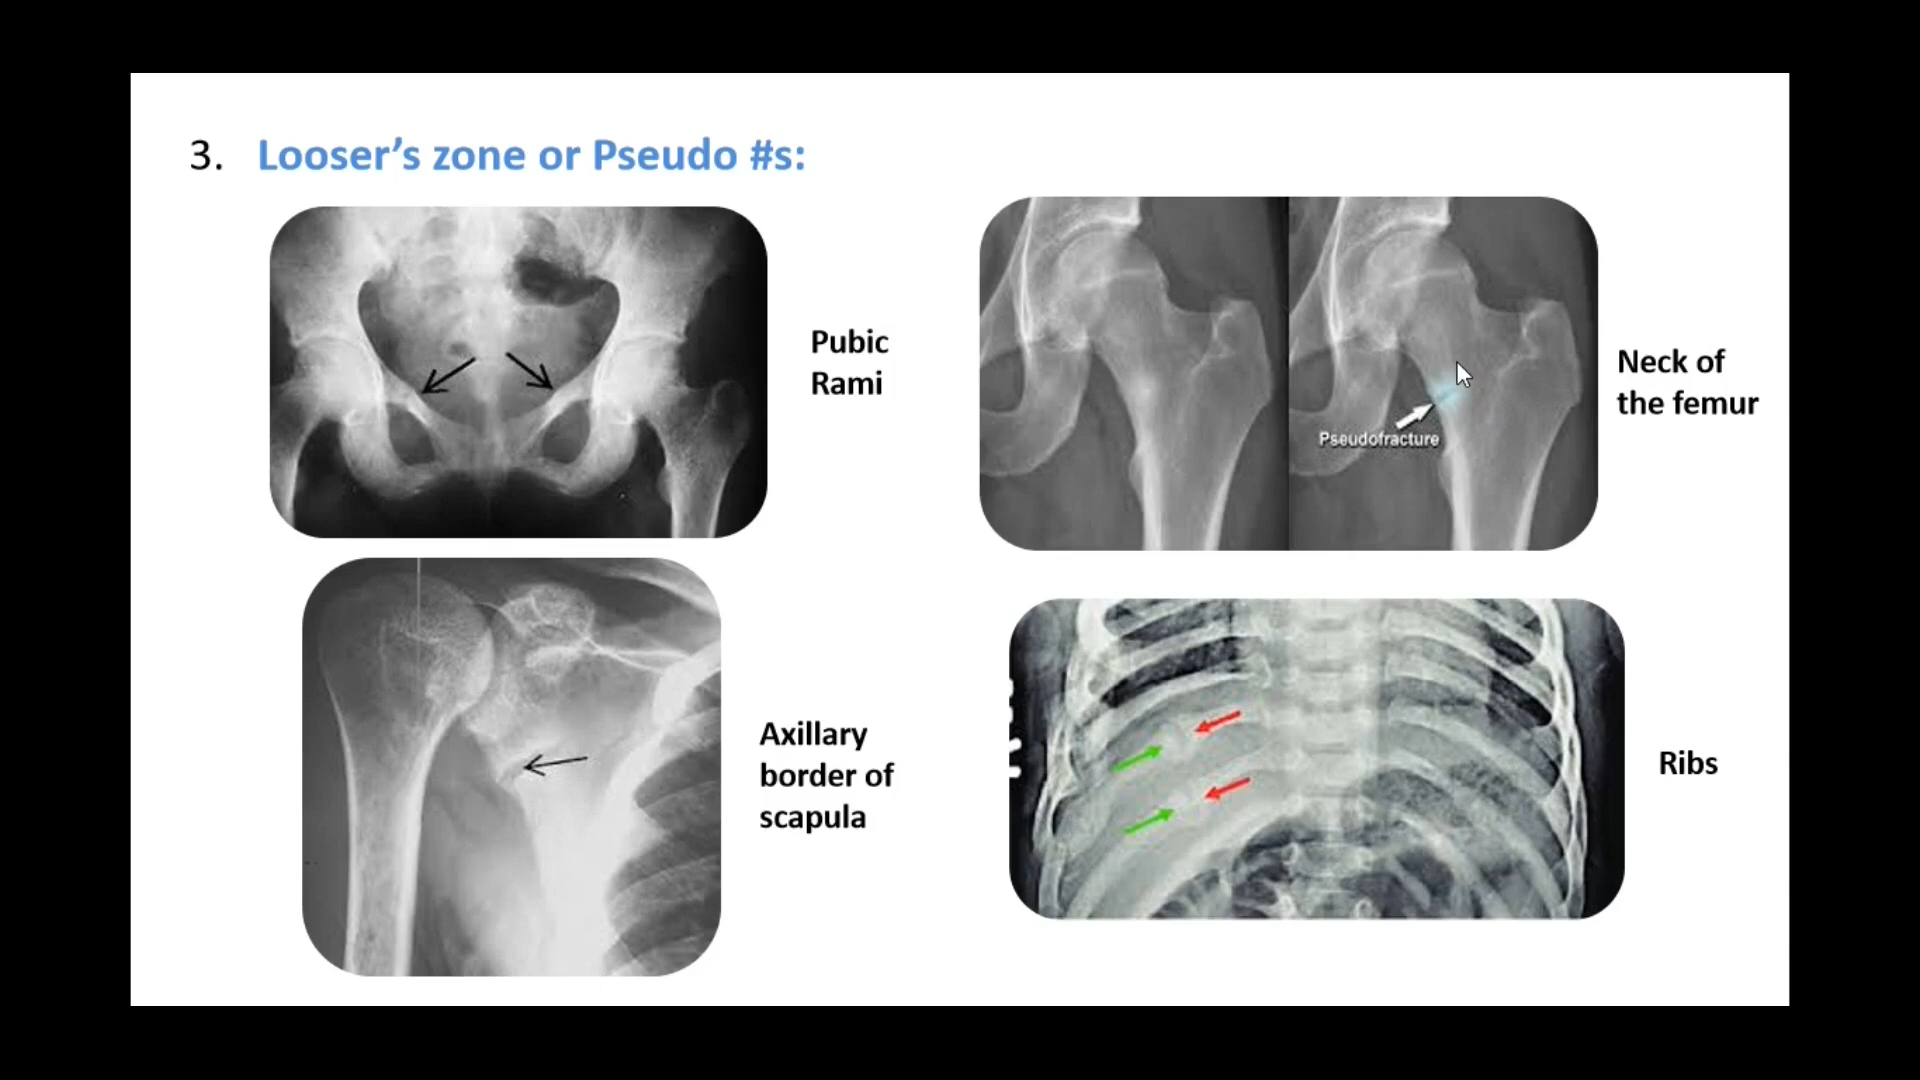 3. Looser’s zone or Pseudo #s:
Pubic
Rami
Pseudofracture
Neck of
the femur
Axillary
border of
scapula
Ribs